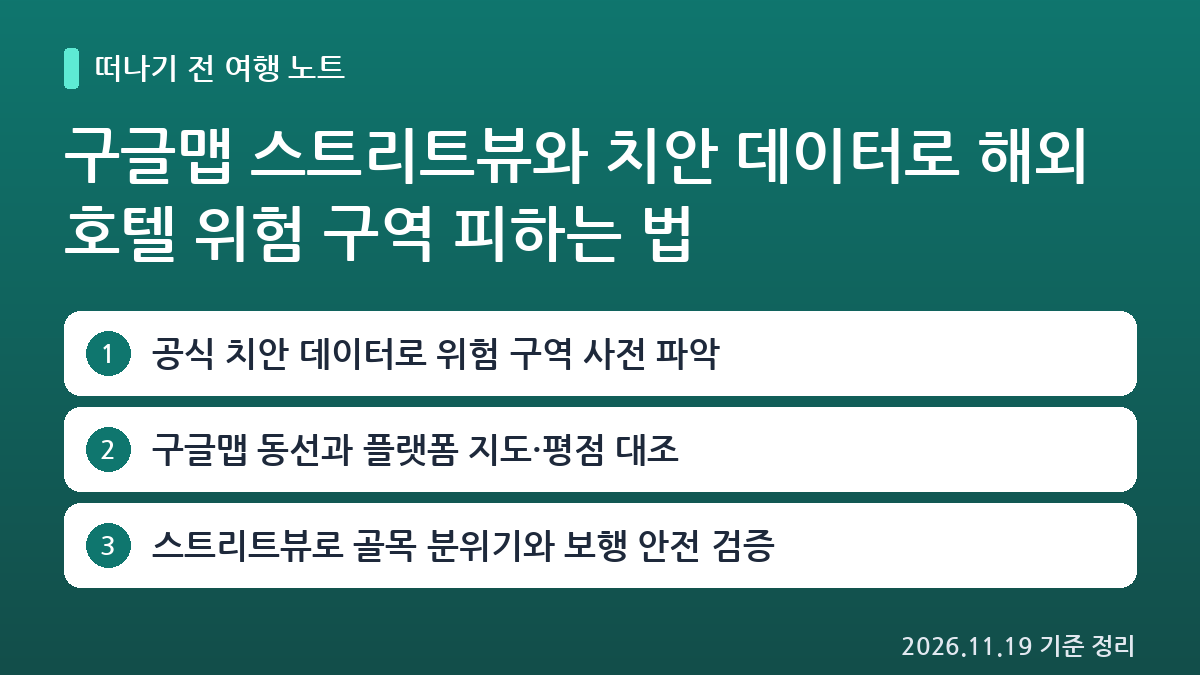 떠나기 전 여행 노트
구글맵 스트리트뷰와 치안 데이터로 해외
호텔 위험 구역 피하는 법
1 공식 치안 데이터로 위험 구역 사전 파악
2 구글맵 동선과 플랫폼 지도·평점 대조
3 스트리트뷰로 골목 분위기와 보행 안전 검증
2026.11.19 기준 정리